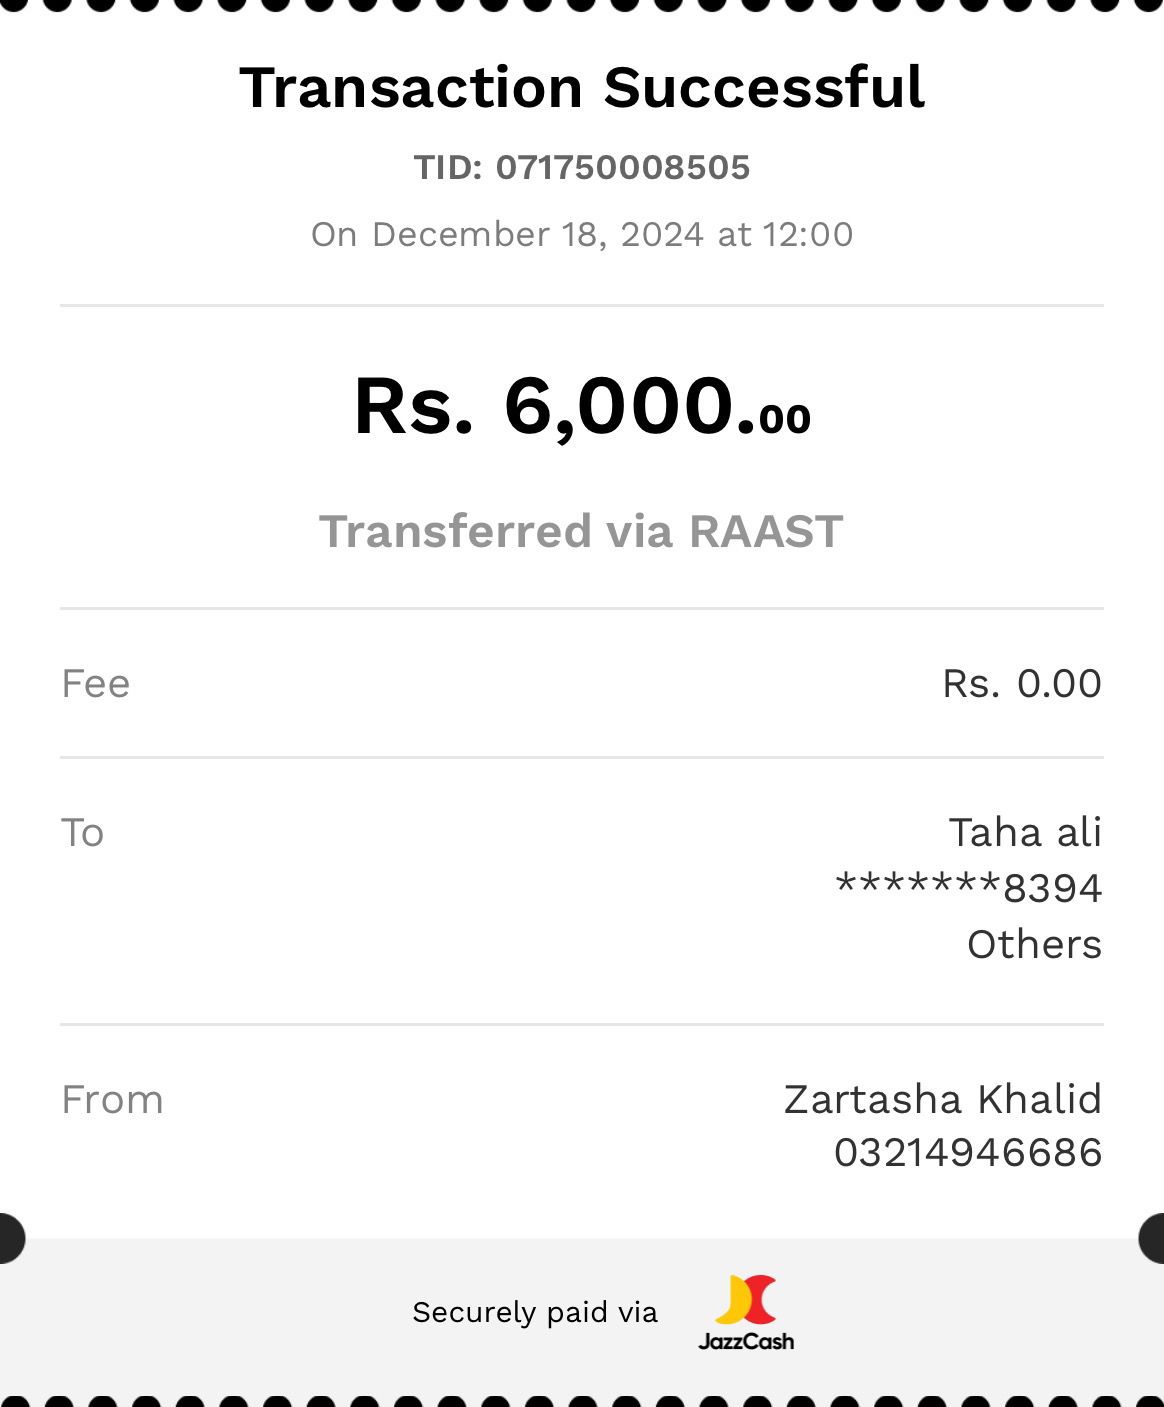 Transaction Successful
TID: 071750008505
On December 18, 2024 at 12:00
Rs. 6,000.00
Transferred via RAAST
Fee Rs. 0.00
To Taha ali
*******8394
Others
From Zartasha Khalid
03214946686
Securely paid via JazzCash